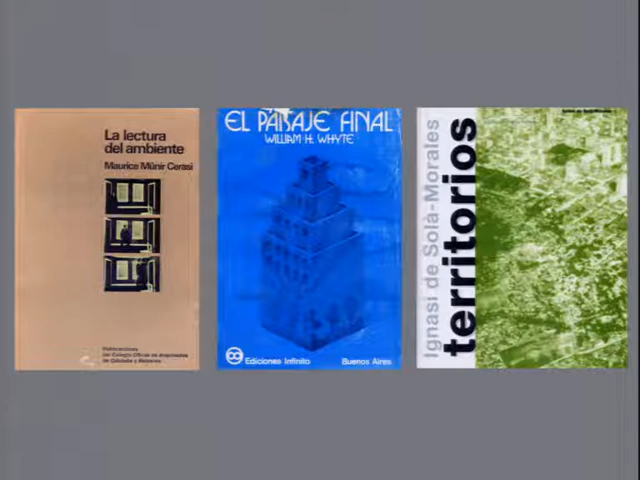 La lectura
del ambiente
Maurice Múnir Cerasi
Publicaciones
del Colegio Oficial de Arquitectos
de Cataluña y Baleares
EL PAISAJE FINAL
WILLIAM H. WHYTE
Ediciones Infinito
Buenos Aires
Ignasi de Solà-Morales
territorios